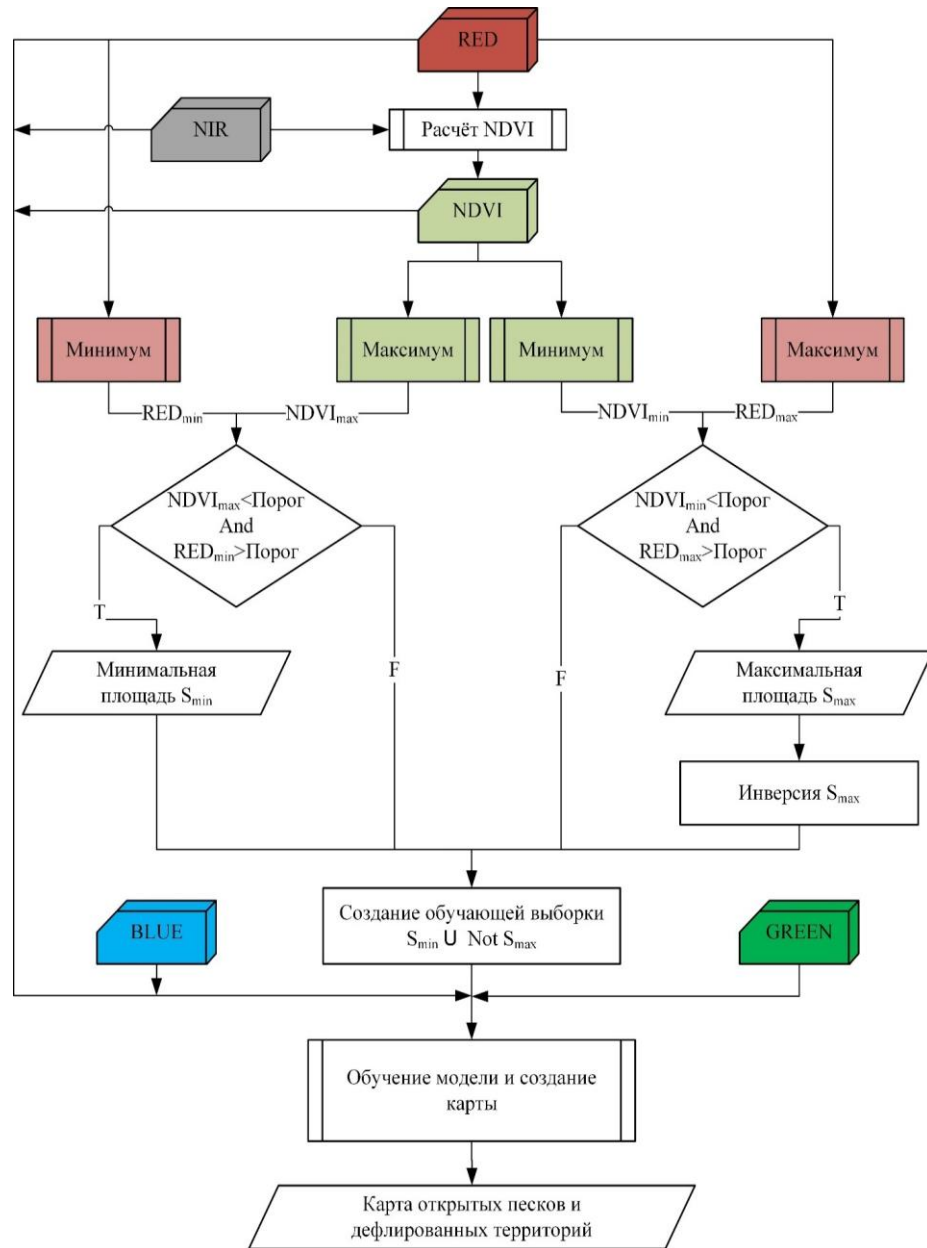 RED
NIR
Расчёт NDVI
NDVI
Минимум
Максимум
Минимум
Максимум
RESmin
NDVImax
NDVImin
REDmax
NDVImax<Порог
And
REDmin>Порог
NDVImin<Порог
And
REDmax>Порог
T
F
F
T
Минимальная
площадь Smin
Максимальная
площадь Smax
Инверсия Smax
BLUE
Создание обучающей выборки
Smin U Not Smax
GREEN
Обучение модели и создание
карты
Карта открытых песков и
дефлированных территорий